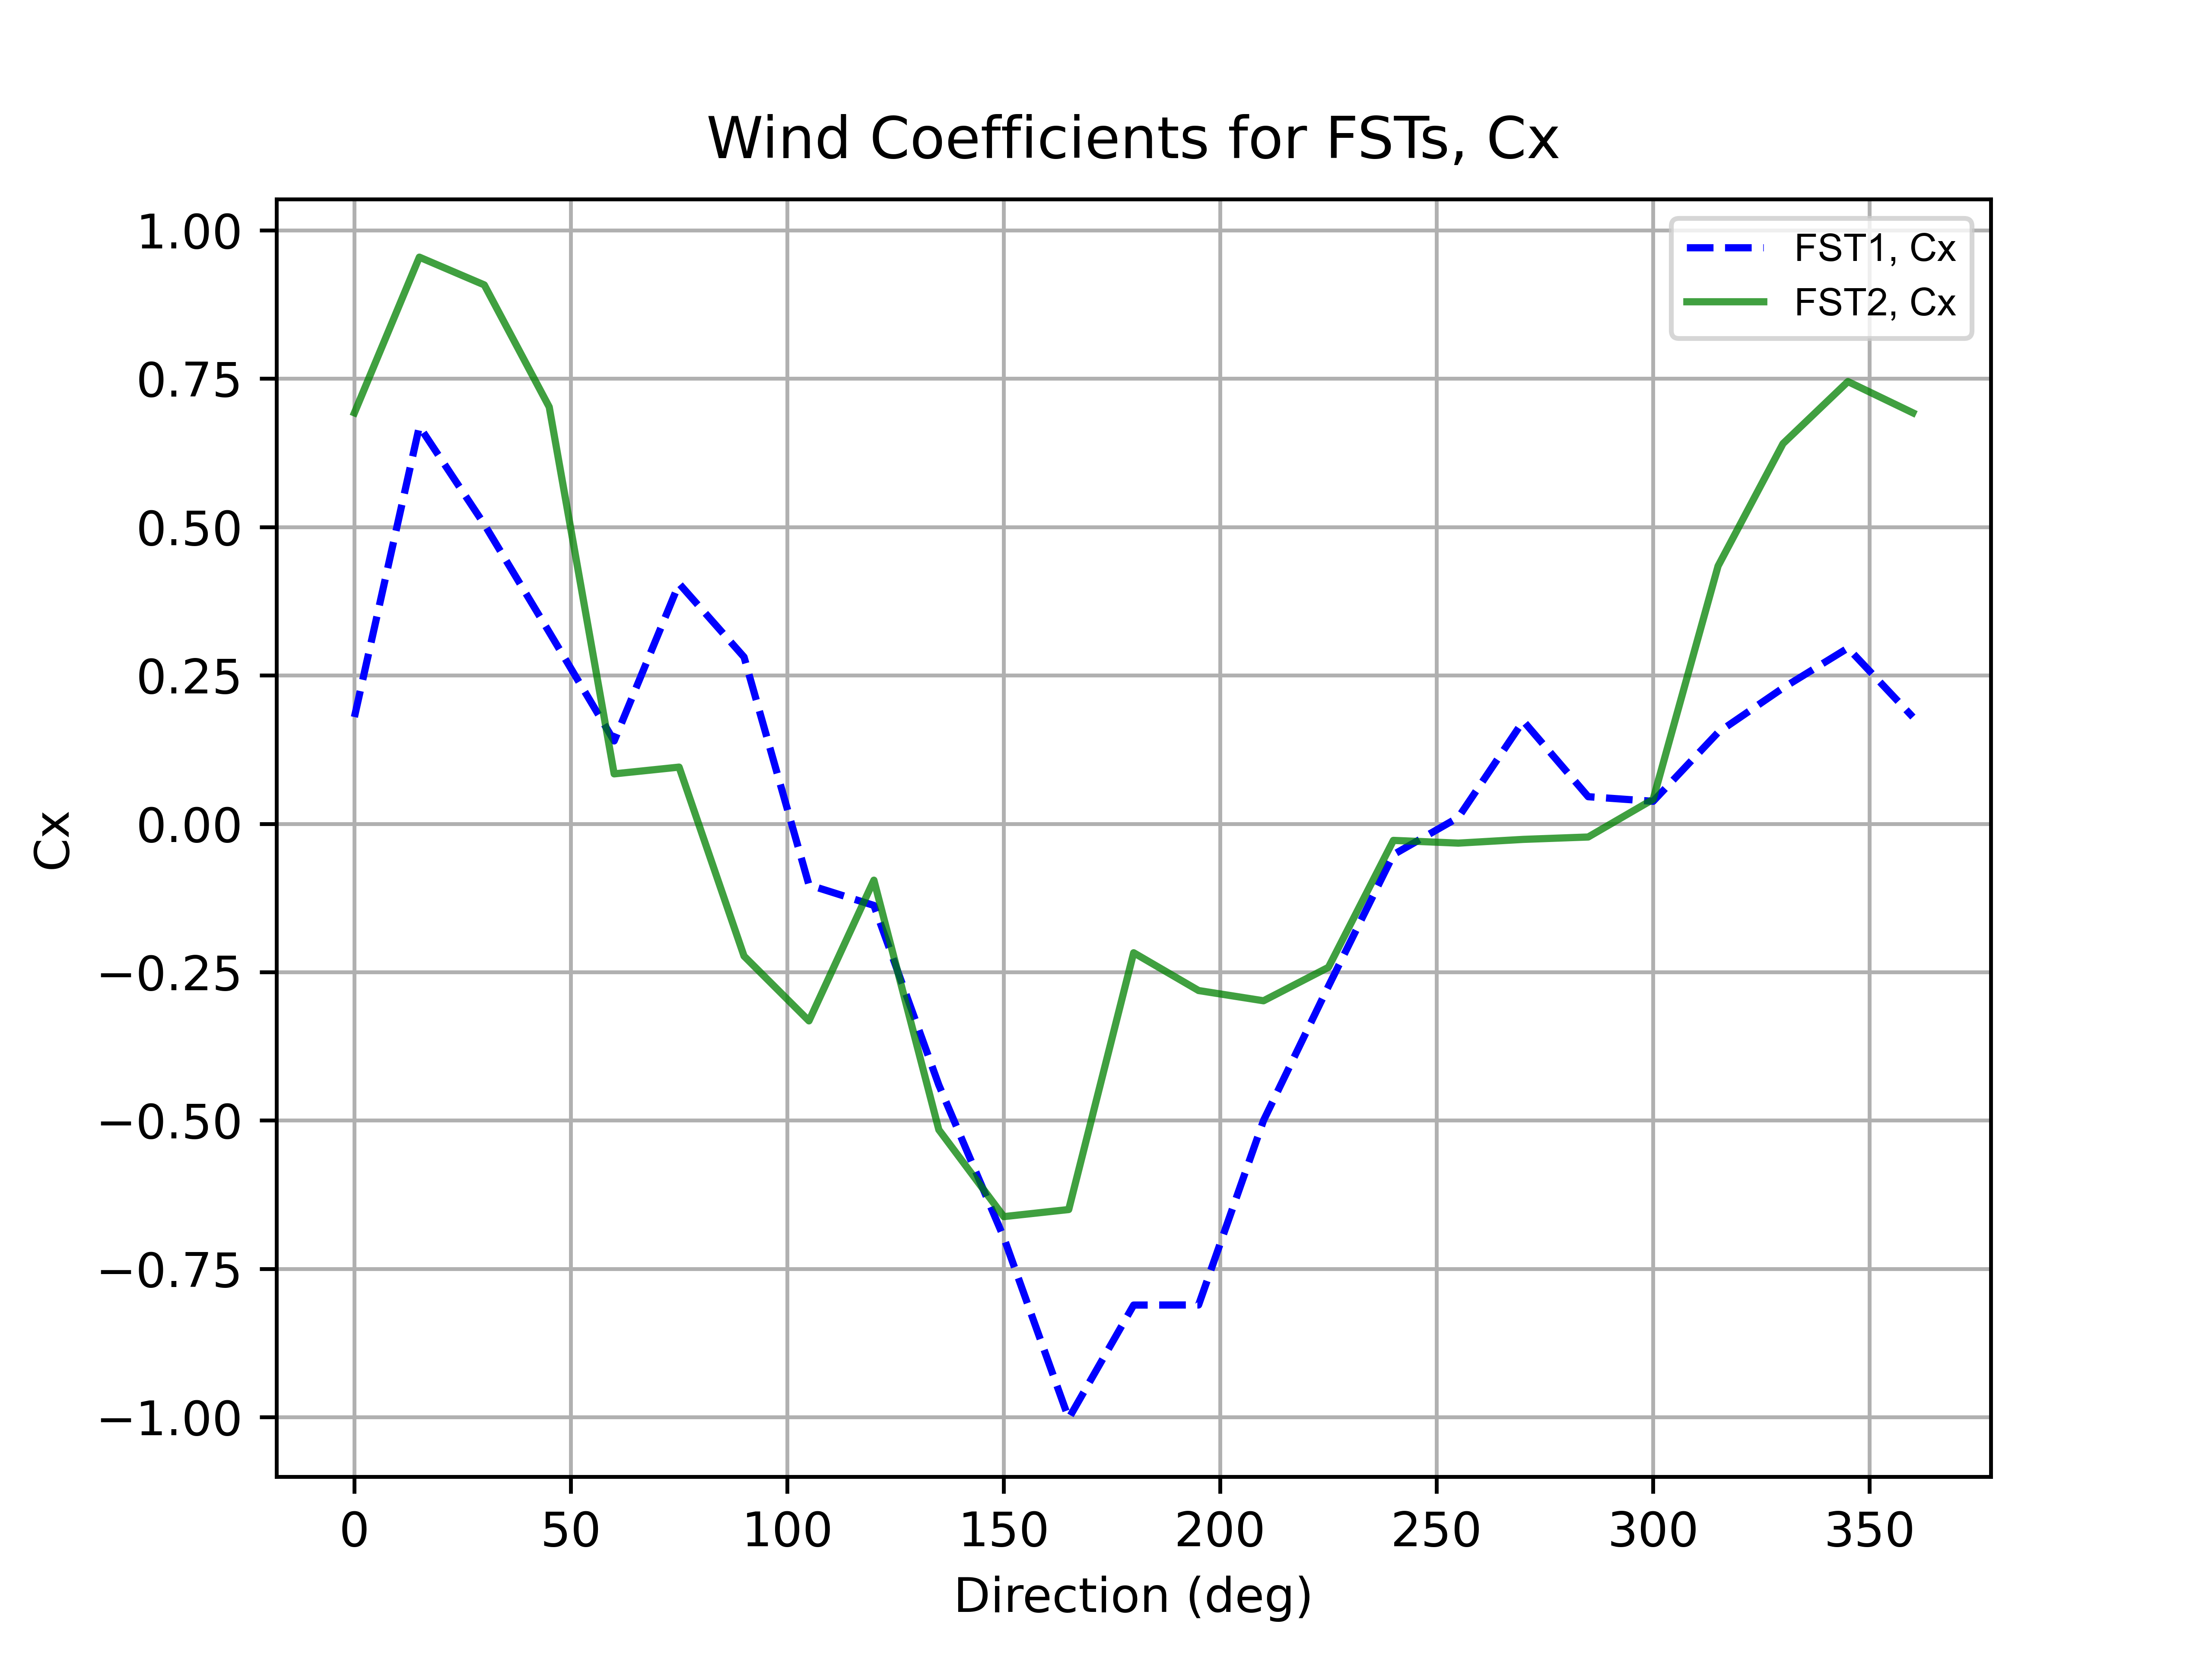 Wind Coefficients for FSTs, Cx
1.00
0.75
0.50
0.25
0.00
−0.25
−0.50
−0.75
−1.00
Cx
FST1, Cx
FST2, Cx
0 50 100 150 200 250 300 350
Direction (deg)